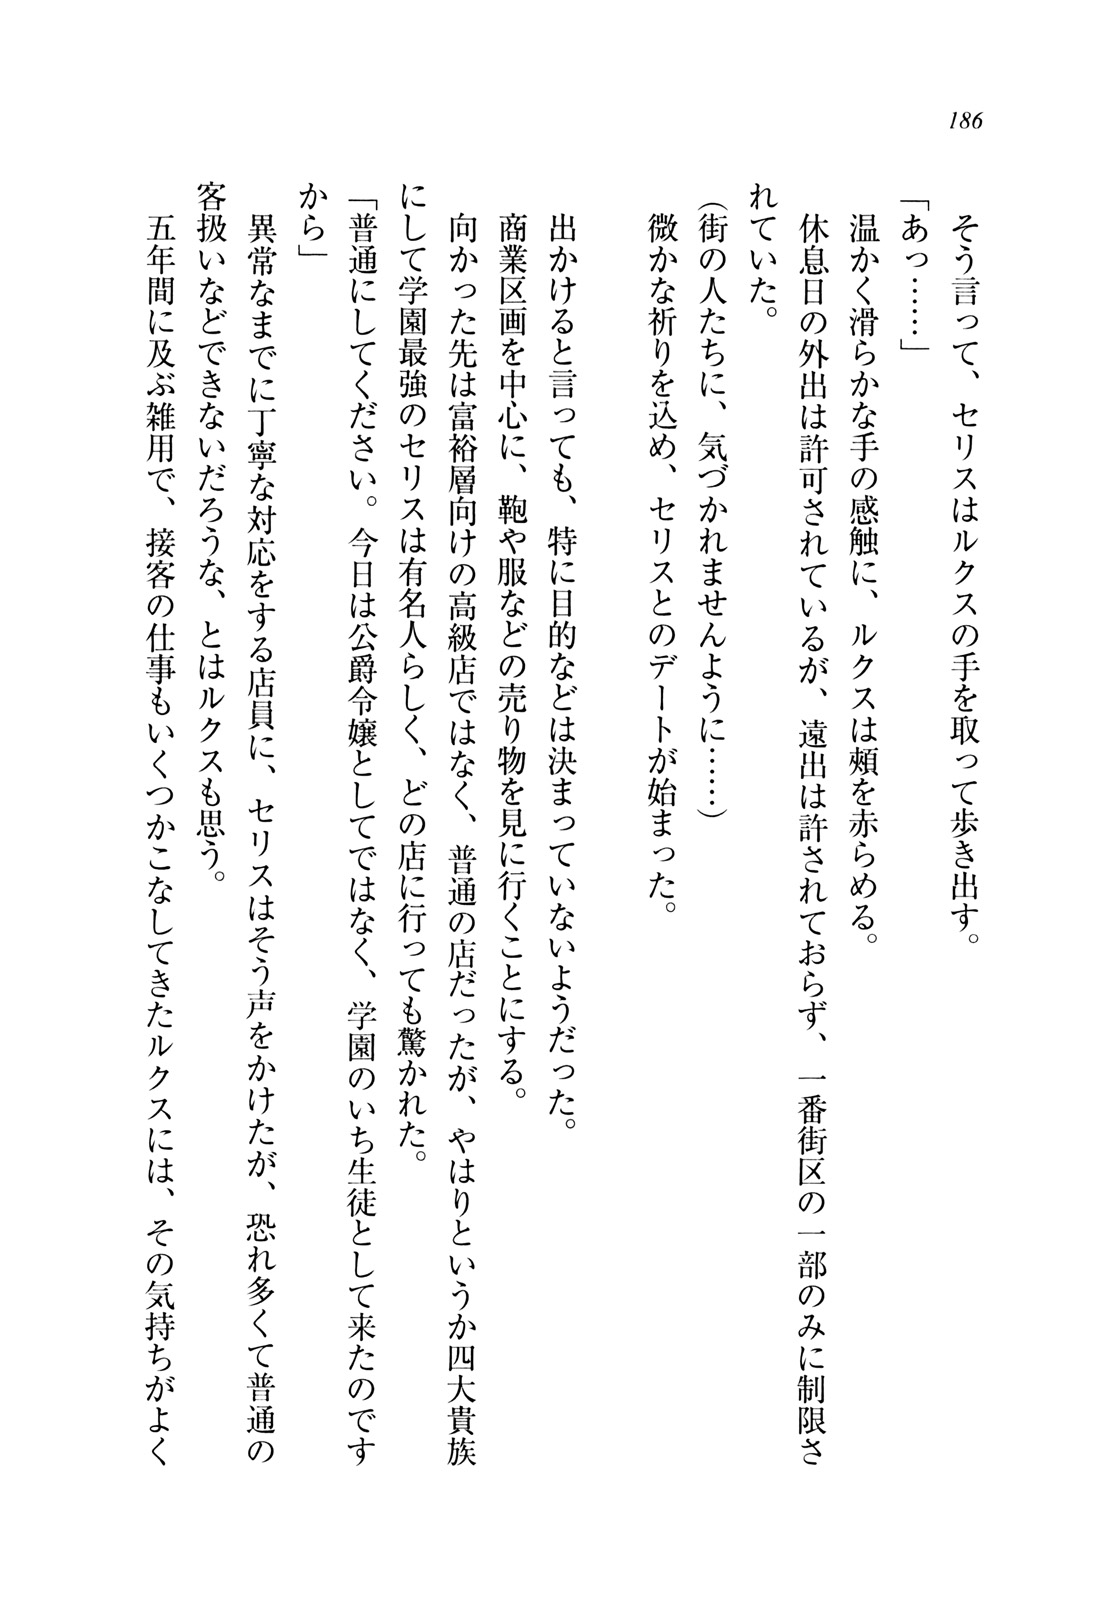 186
そう言って、セリスはルクスの手を取って歩き出す。
「あっ……」
温かく滑らかな手の感触に、ルクスは頰を赤らめる。
休息日の外出は許可されているが、遠出は許されておらず、一番街区の一部のみに制限さ
れていた。
（街の人たちに、気づかれませんように……）
微かな祈りを込め、セリスとのデートが始まった。
出かけると言っても、特に目的などは決まっていないようだった。
商業区画を中心に、鞄や服などの売り物を見に行くことにする。
向かった先は富裕層向けの高級店ではなく、普通の店だったが、やはりというか四大貴族
にして学園最強のセリスは有名人らしく、どの店に行っても驚かれた。
「普通にしてください。今日は公爵令嬢としてではなく、学園のいち生徒として来たのです
から」
異常なまでに丁寧な対応をする店員に、セリスはそう声をかけたが、恐れ多くて普通の
客扱いなどできないだろうな、とはルクスも思う。
五年間に及ぶ雑用で、接客の仕事もいくつかこなしてきたルクスには、その気持ちがよく